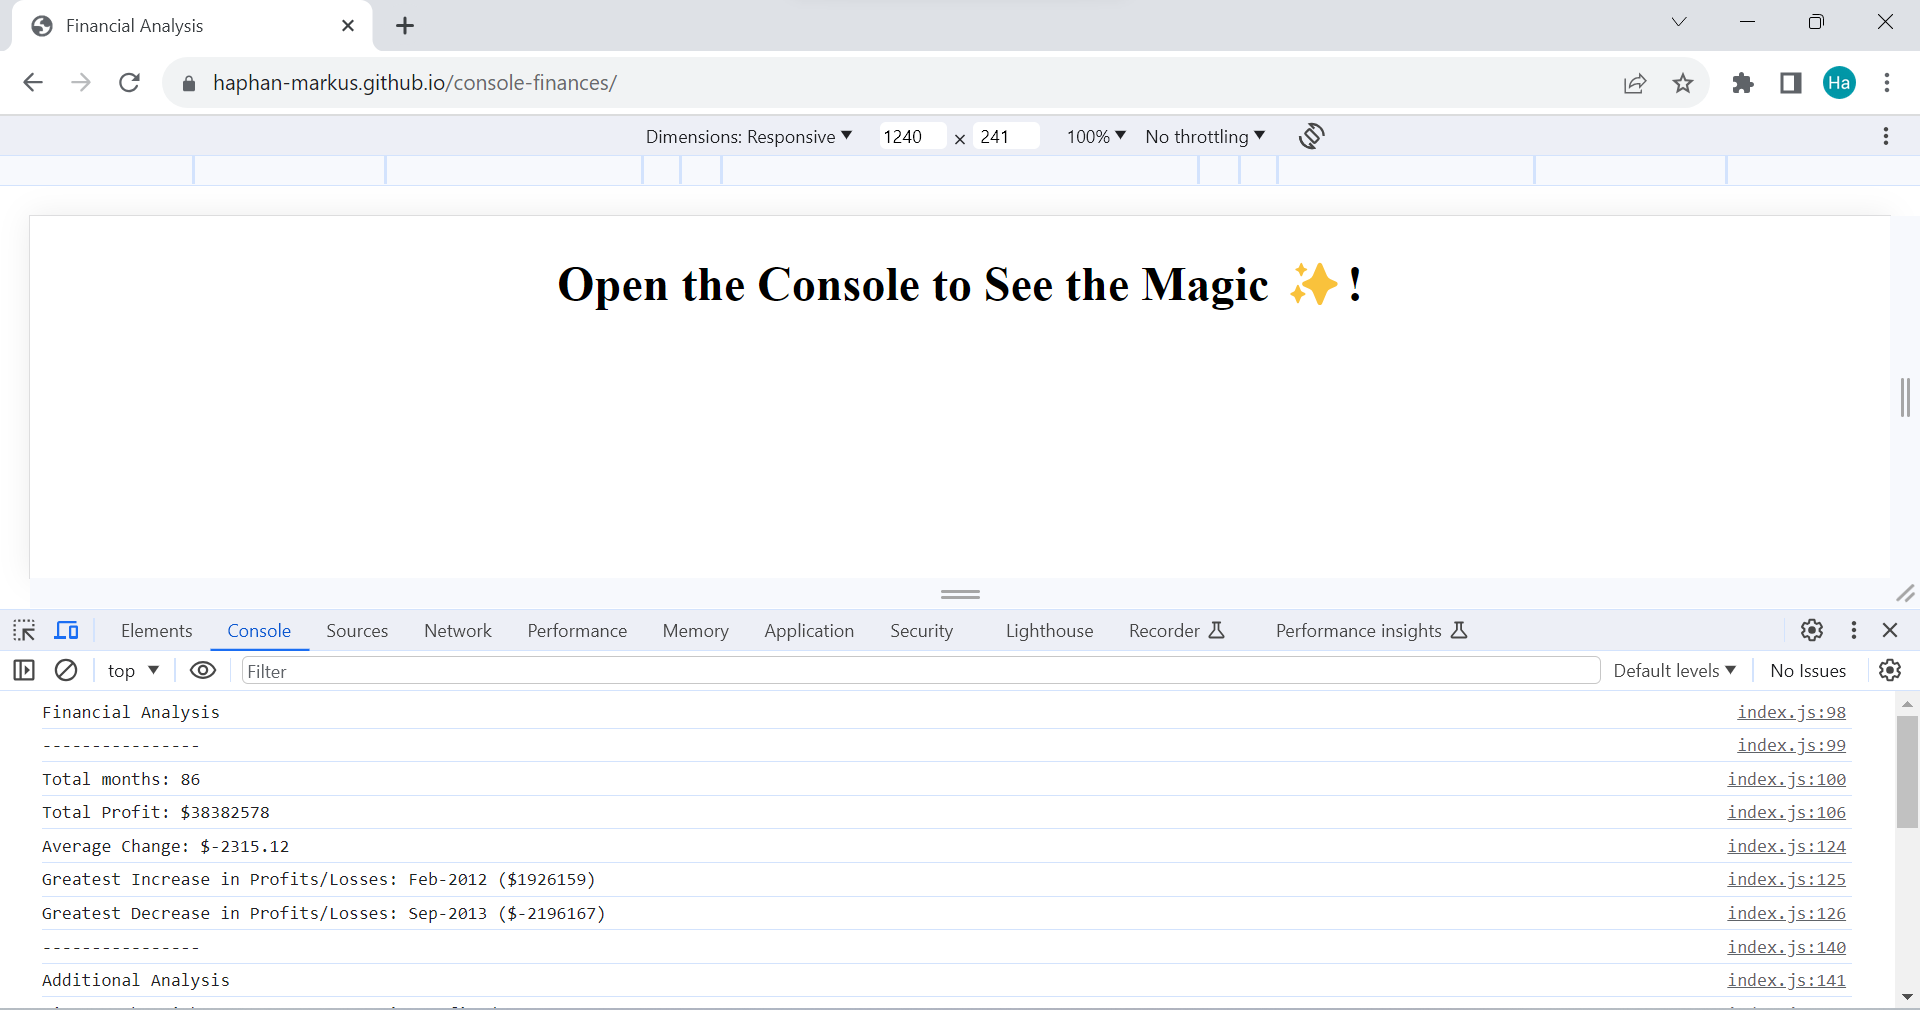 Financial Analysis
haphan-markus.github.io/console-finances/
Ha
Dimensions: Responsive ▼ 1240 × 241 100% ▼ No throttling ▼
Open the Console to See the Magic ✨!
Elements Console Sources Network Performance Memory Application Security Lighthouse Recorder Performance insights
top ▼ Filter Default levels ▼ No Issues
Financial Analysis index.js:98
---------------- index.js:99
Total months: 86 index.js:100
Total Profit: $38382578 index.js:106
Average Change: $-2315.12 index.js:124
Greatest Increase in Profits/Losses: Feb-2012 ($1926159) index.js:125
Greatest Decrease in Profits/Losses: Sep-2013 ($-2196167) index.js:126
---------------- index.js:140
Additional Analysis index.js:141